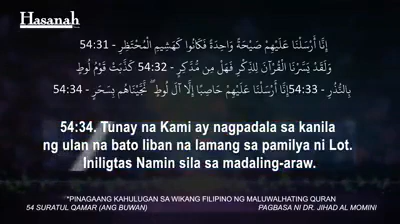 Hasanah
إِنَّا أَرْسَلْنَا عَلَيْهِمْ صَيْحَةً وَاحِدَةً فَكَانُوا كَهَشِيمِ الْمُحْتَظِرِ - 54:31
وَلَقَدْ يَسَّرْنَا الْقُرْآنَ لِلذِّكْرِ فَهَلْ مِن مُّدَّكِرٍ - 54:32 كَذَّبَتْ قَوْمُ لُوطٍ
بِالنُّذُرِ - 54:33 إِنَّا أَرْسَلْنَا عَلَيْهِمْ حَاصِبًا إِلَّا آلَ لُوطٍ ۖ نَّجَّيْنَاهُم بِسَحَرٍ - 54:34
54:34. Tunay na Kami ay nagpadala sa kanila
ng ulan na bato liban na lamang sa pamilya ni Lot.
Iniligtas Namin sila sa madaling-araw.
*PINAGAANG KAHULUGAN SA WIKANG FILIPINO NG MALUWALHATING QURAN
54 SURATUL QAMAR (ANG BUWAN) PAGBASA NI DR. JIHAD AL MOMINI